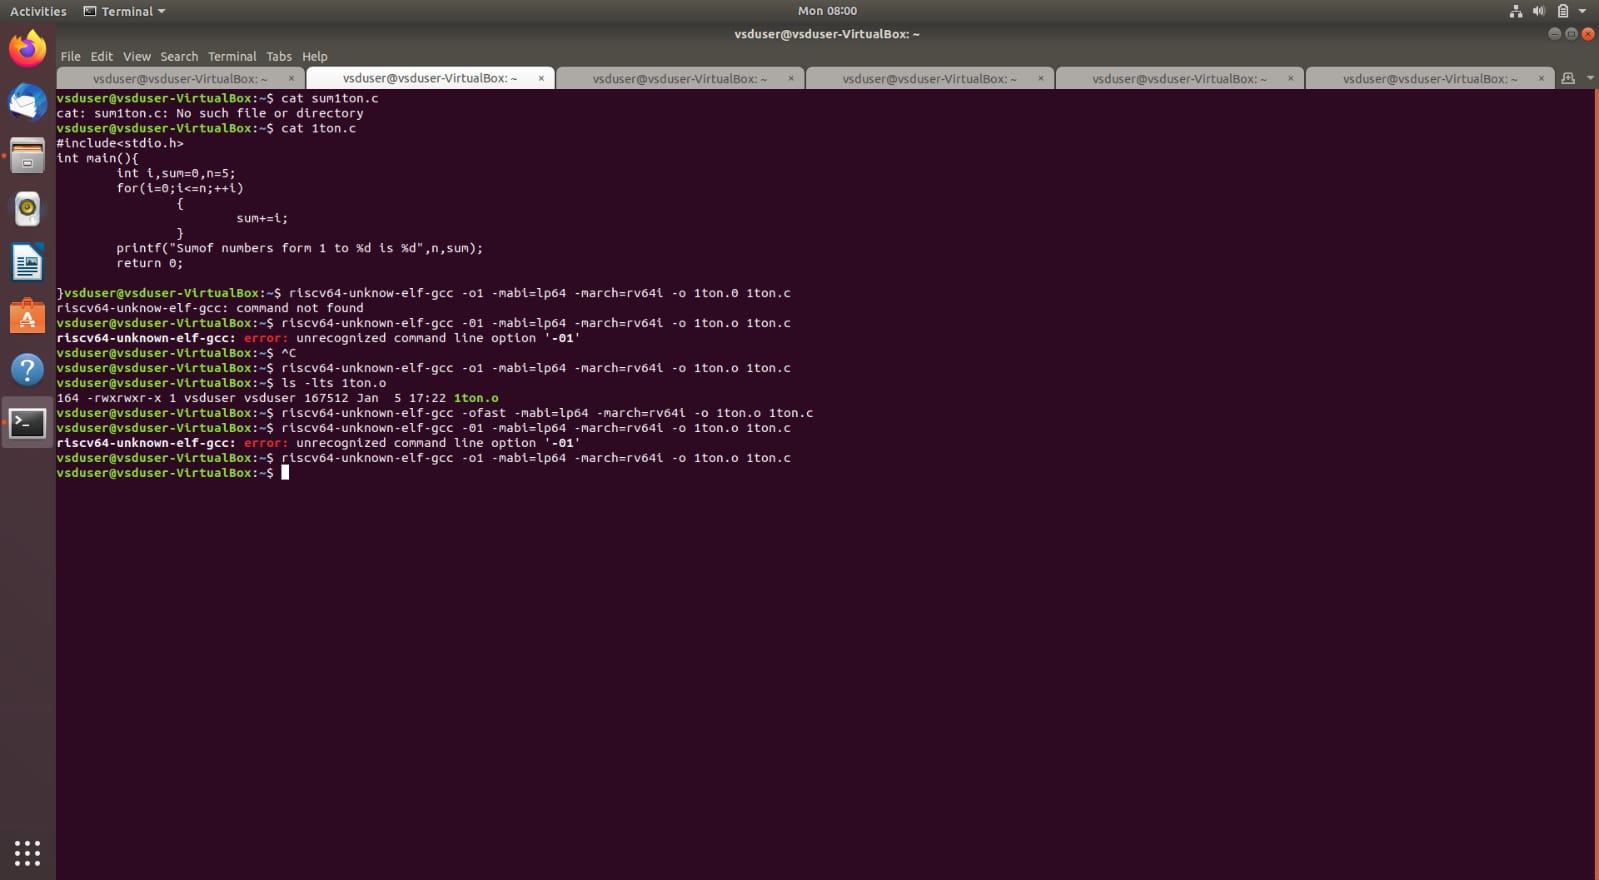 Activities Terminal Mon 08:00
vsduser@vsduser-VirtualBox: ~
File Edit View Search Terminal Tabs Help
vsduser@vsduser-VirtualBox: ~ × vsduser@vsduser-VirtualBox: ~ × vsduser@vsduser-VirtualBox: ~ × vsduser@vsduser-VirtualBox: ~ × vsduser@vsduser-VirtualBox: ~ × vsduser@vsduser-VirtualBox: ~ ×
vsduser@vsduser-VirtualBox:~$ cat sum1ton.c
cat: sum1ton.c: No such file or directory
vsduser@vsduser-VirtualBox:~$ cat 1ton.c
#include<stdio.h>
int main(){
int i,sum=0,n=5;
for(i=0;i<=n;++i)
{
sum+=i;
}
printf("Sumof numbers form 1 to %d is %d",n,sum);
return 0;
}vsduser@vsduser-VirtualBox:~$ riscv64-unknow-elf-gcc -o1 -mabi=lp64 -march=rv64i -o 1ton.0 1ton.c
riscv64-unknow-elf-gcc: command not found
vsduser@vsduser-VirtualBox:~$ riscv64-unknown-elf-gcc -01 -mabi=lp64 -march=rv64i -o 1ton.o 1ton.c
riscv64-unknown-elf-gcc: error: unrecognized command line option '-01'
vsduser@vsduser-VirtualBox:~$ ^C
vsduser@vsduser-VirtualBox:~$ riscv64-unknown-elf-gcc -o1 -mabi=lp64 -march=rv64i -o 1ton.o 1ton.c
vsduser@vsduser-VirtualBox:~$ ls -lts 1ton.o
164 -rwxrwxr-x 1 vsduser vsduser 167512 Jan  5 17:22 1ton.o
vsduser@vsduser-VirtualBox:~$ riscv64-unknown-elf-gcc -ofast -mabi=lp64 -march=rv64i -o 1ton.o 1ton.c
vsduser@vsduser-VirtualBox:~$ riscv64-unknown-elf-gcc -01 -mabi=lp64 -march=rv64i -o 1ton.o 1ton.c
riscv64-unknown-elf-gcc: error: unrecognized command line option '-01'
vsduser@vsduser-VirtualBox:~$ riscv64-unknown-elf-gcc -o1 -mabi=lp64 -march=rv64i -o 1ton.o 1ton.c
vsduser@vsduser-VirtualBox:~$